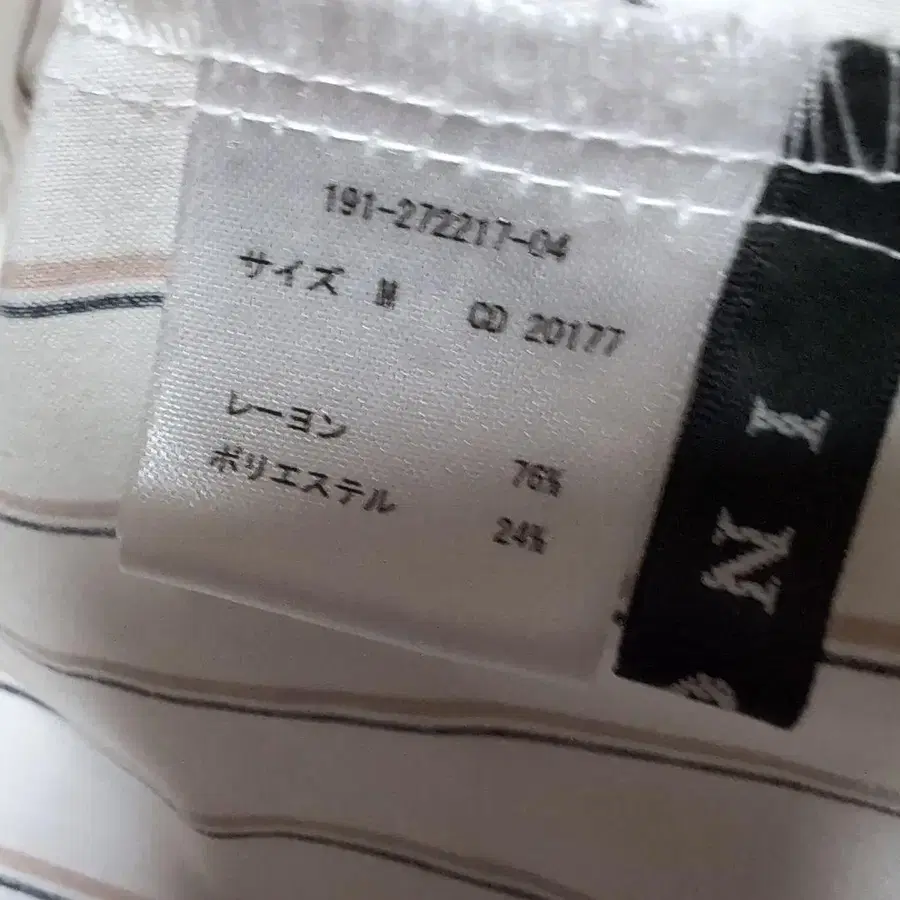 191-272217-04
サイズ M CD 20177
レーヨン 76%
ポリエステル 24%
I
N